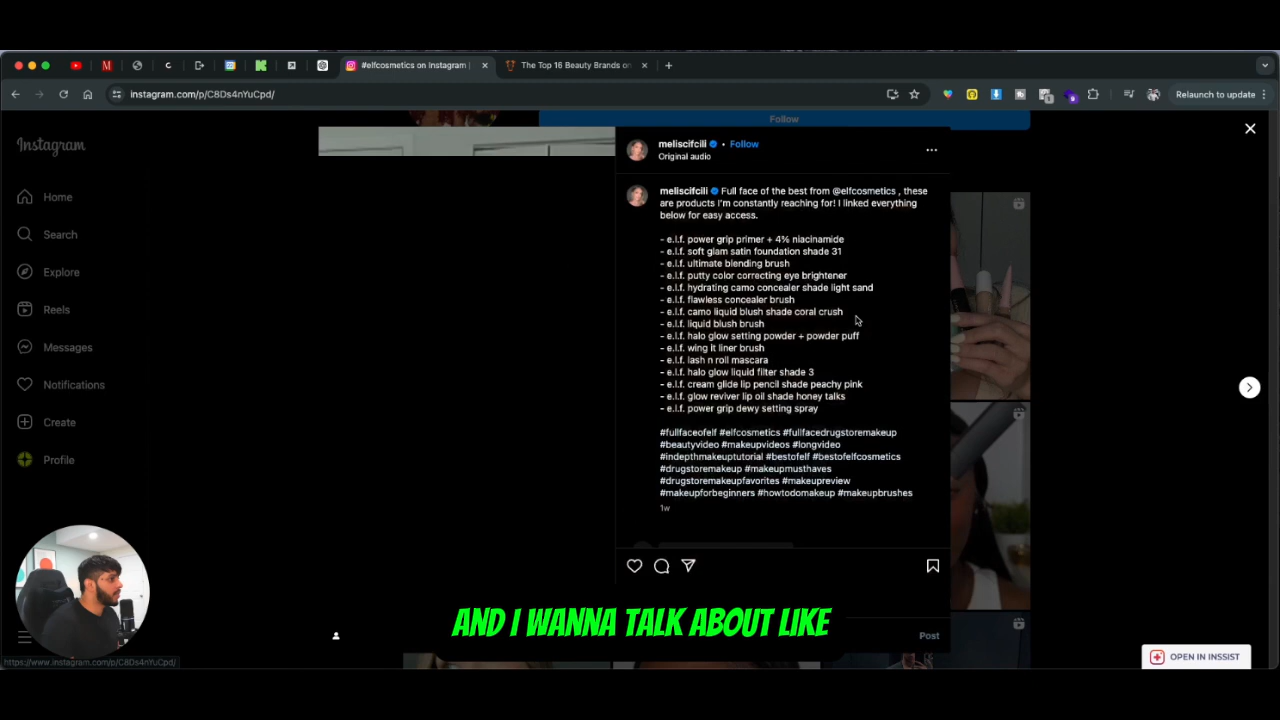 #elfcosmetics on Instagram |
The Top 16 Beauty Brands on
instagram.com/p/C8Ds4nYuCpd/
Relaunch to update
Instagram
Home
Search
Explore
Reels
Messages
Notifications
Create
Profile
Follow
meliscifcili • Follow
Original audio
meliscifcili Full face of the best from @elfcosmetics , these
are products I'm constantly reaching for! I linked everything
below for easy access.
- e.l.f. power grip primer + 4% niacinamide
- e.l.f. soft glam satin foundation shade 31
- e.l.f. ultimate blending brush
- e.l.f. putty color correcting eye brightener
- e.l.f. hydrating camo concealer shade light sand
- e.l.f. flawless concealer brush
- e.l.f. camo liquid blush shade coral crush
- e.l.f. liquid blush brush
- e.l.f. halo glow setting powder + powder puff
- e.l.f. wing it liner brush
- e.l.f. lash n roll mascara
- e.l.f. halo glow liquid filter shade 3
- e.l.f. cream glide lip pencil shade peachy pink
- e.l.f. glow reviver lip oil shade honey talks
- e.l.f. power grip dewy setting spray
#fullfaceofelf #elfcosmetics #fullfacedrugstoremakeup
#beautyvideo #makeupvideos #longvideo
#indepthmakeuptutorial #bestofelf #bestofelfcosmetics
#drugstoremakeup #makeupmusthaves
#drugstoremakeupfavorites #makeupreview
#makeupforbeginners #howtodomakeup #makeupbrushes
1w
AND I WANNA TALK ABOUT LIKE
Post
OPEN IN INSSIST
https://www.instagram.com/p/C8Ds4nYuCpd/